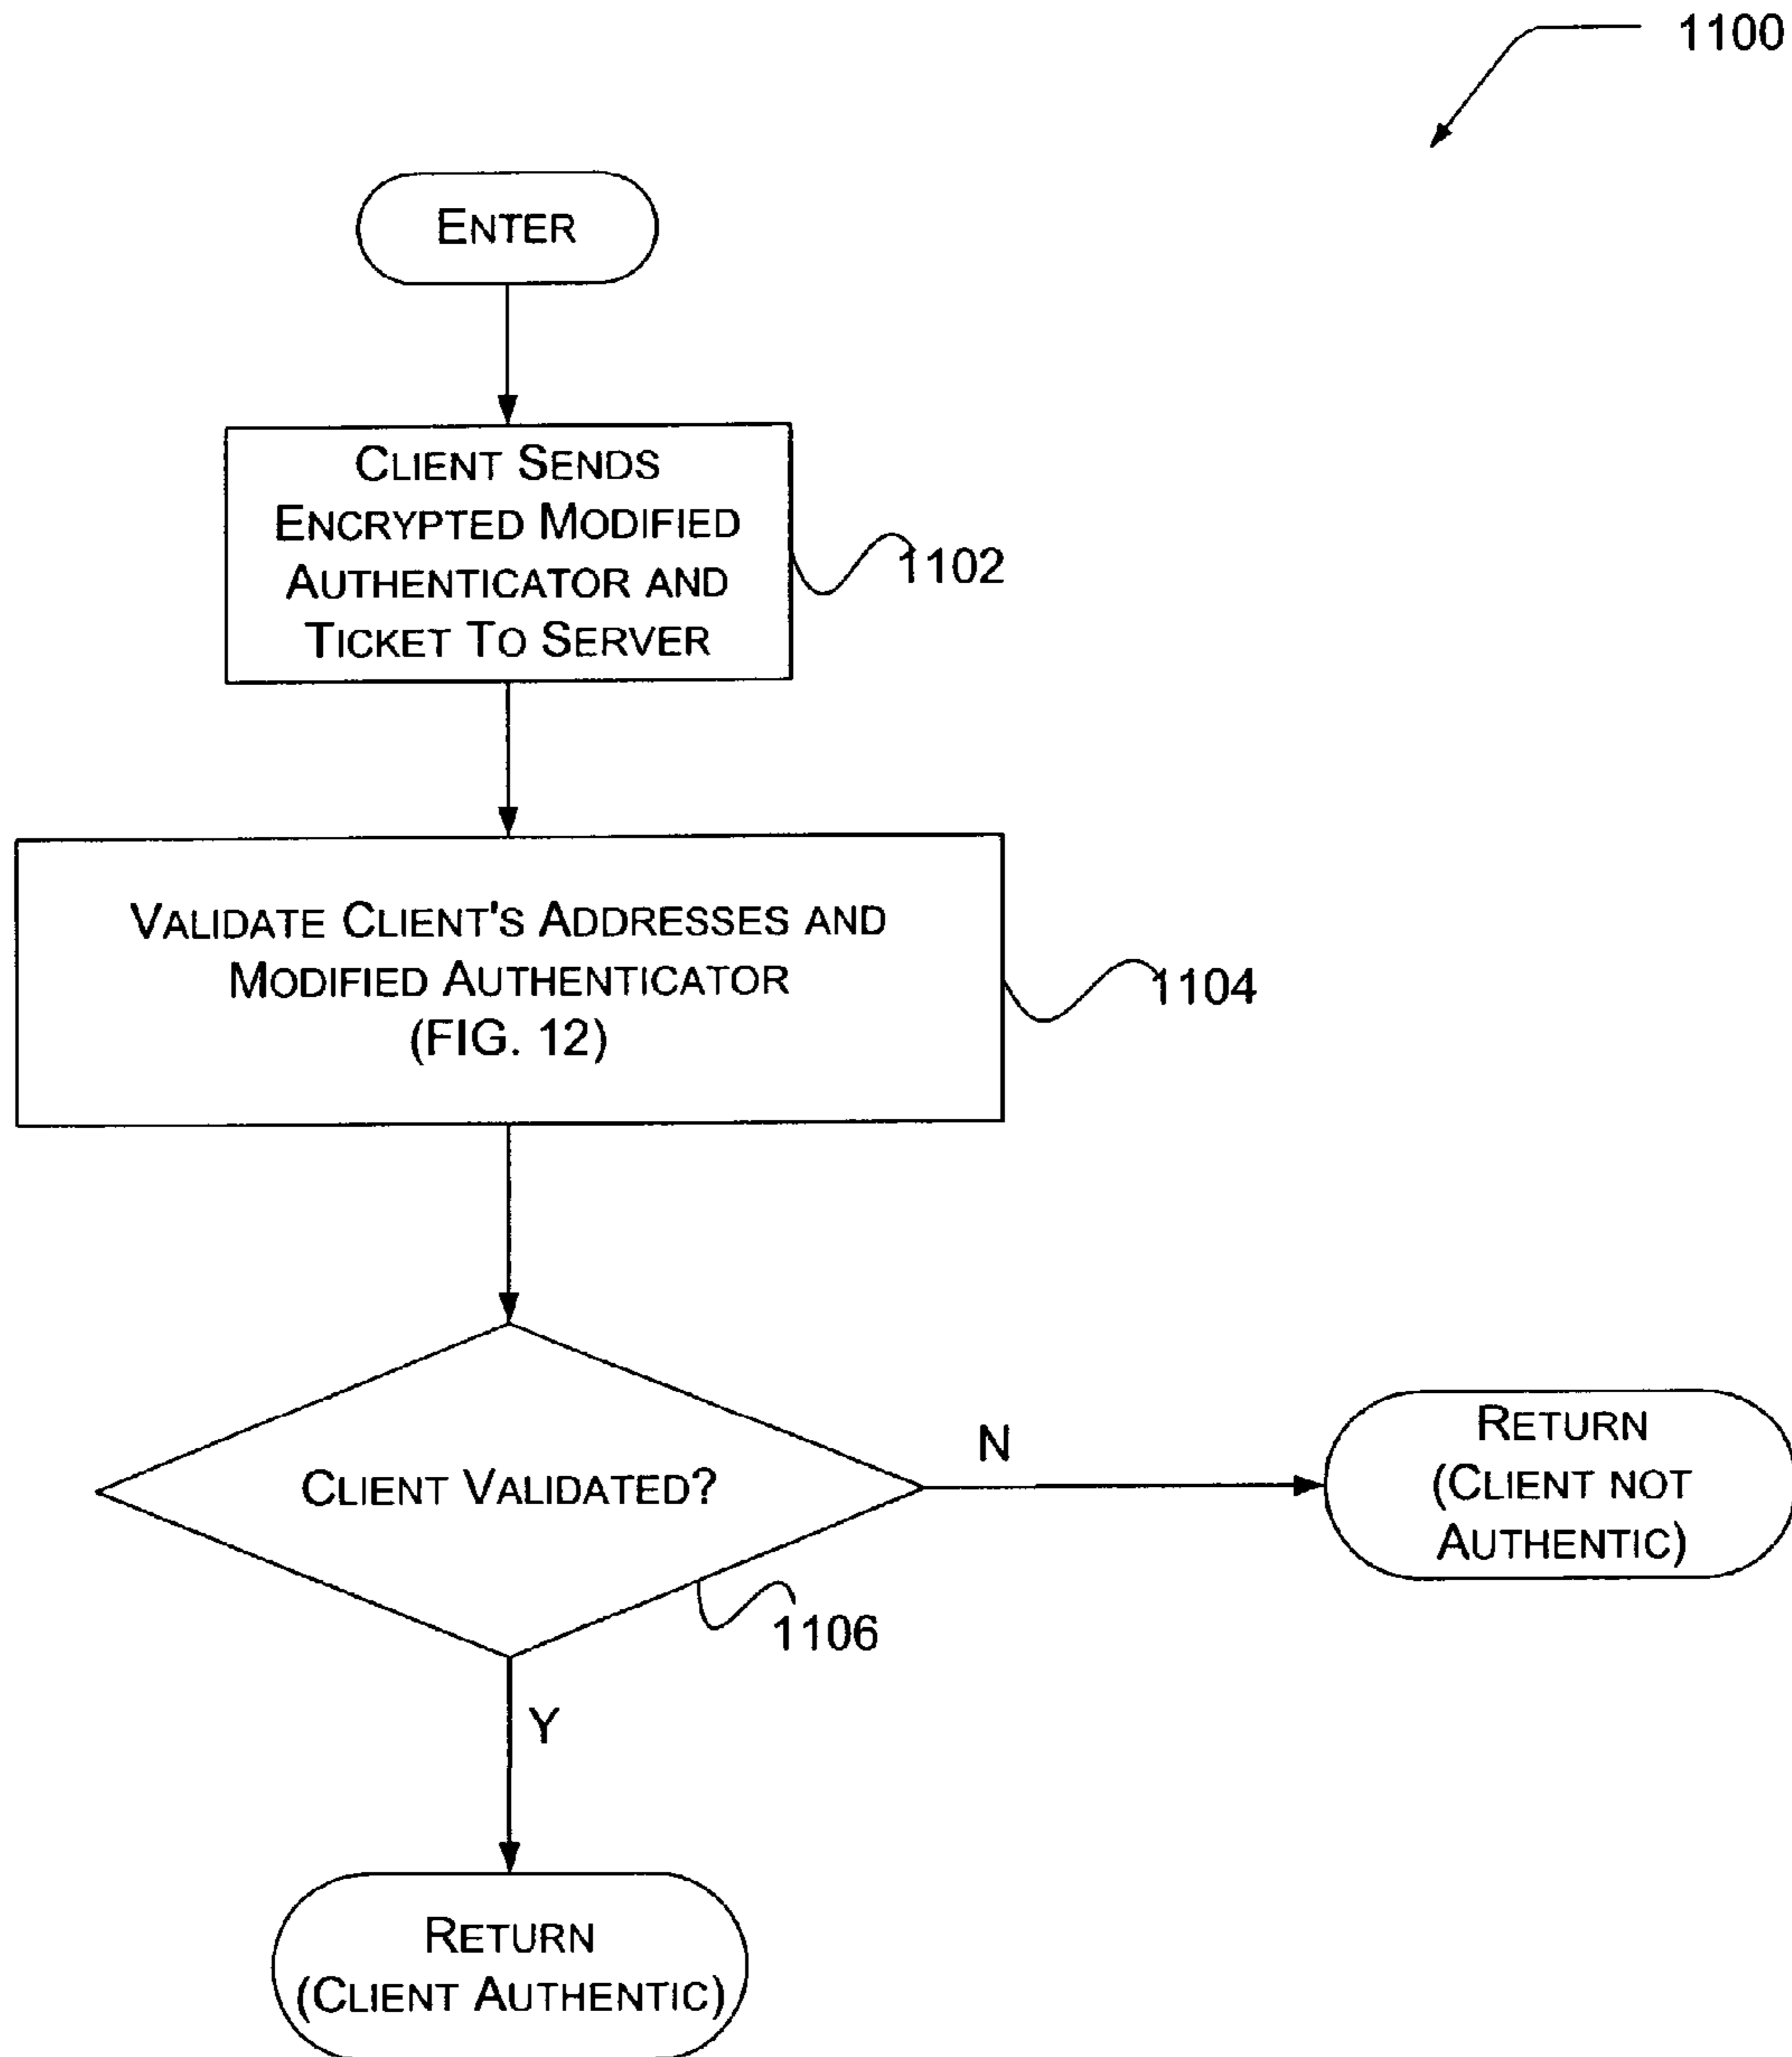 1100
ENTER
CLIENT SENDS
ENCRYPTED MODIFIED
AUTHENTICATOR AND
TICKET TO SERVER
1102
VALIDATE CLIENT'S ADDRESSES AND
MODIFIED AUTHENTICATOR
(FIG. 12)
1104
CLIENT VALIDATED?
N
RETURN
(CLIENT NOT
AUTHENTIC)
1106
Y
RETURN
(CLIENT AUTHENTIC)